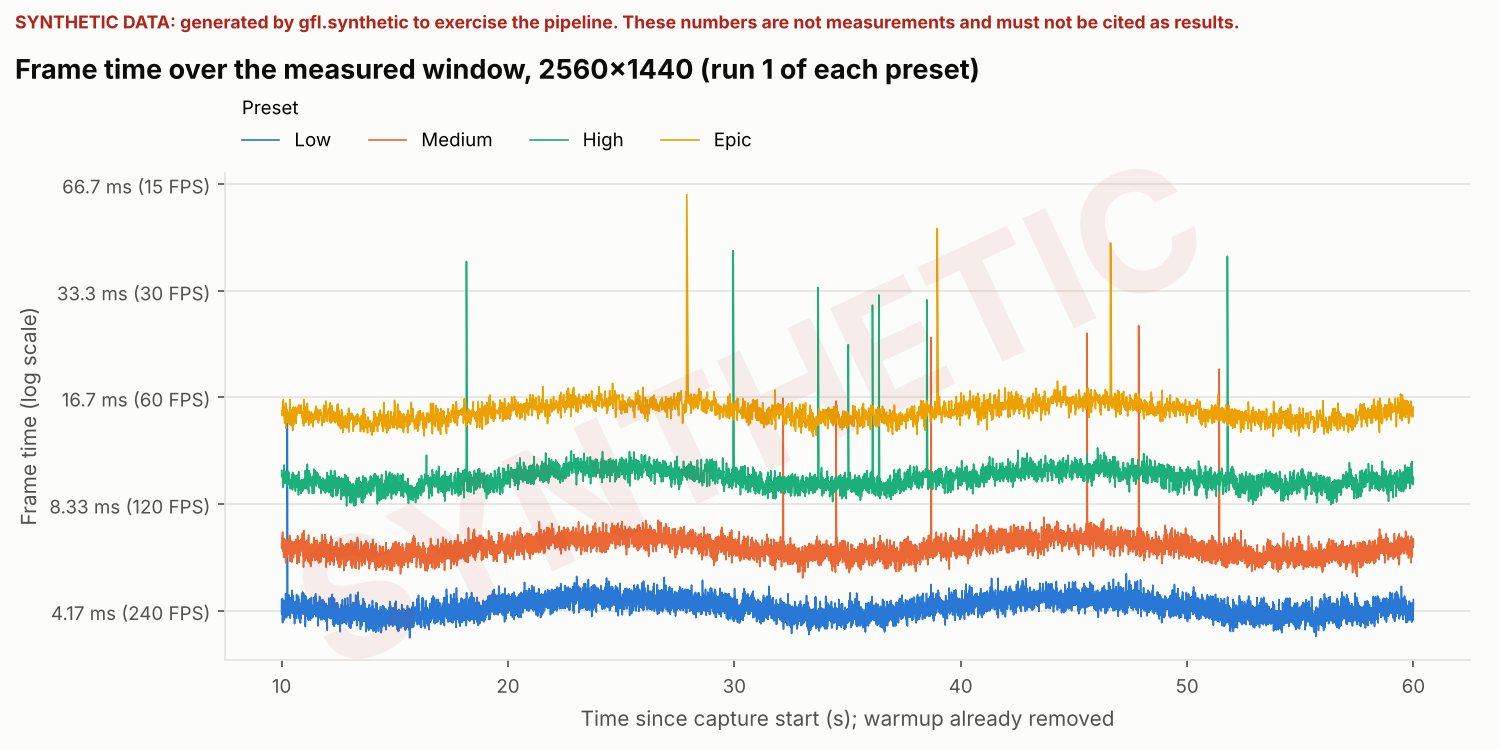 SYNTHETIC DATA: generated by gfl.synthetic to exercise the pipeline. These numbers are not measurements and must not be cited as results.
Frame time over the measured window, 2560×1440 (run 1 of each preset)
Preset
Low Medium High Epic
66.7 ms (15 FPS)
33.3 ms (30 FPS)
16.7 ms (60 FPS)
8.33 ms (120 FPS)
4.17 ms (240 FPS)
Frame time (log scale)
SYNTHETIC
10 20 30 40 50 60
Time since capture start (s); warmup already removed